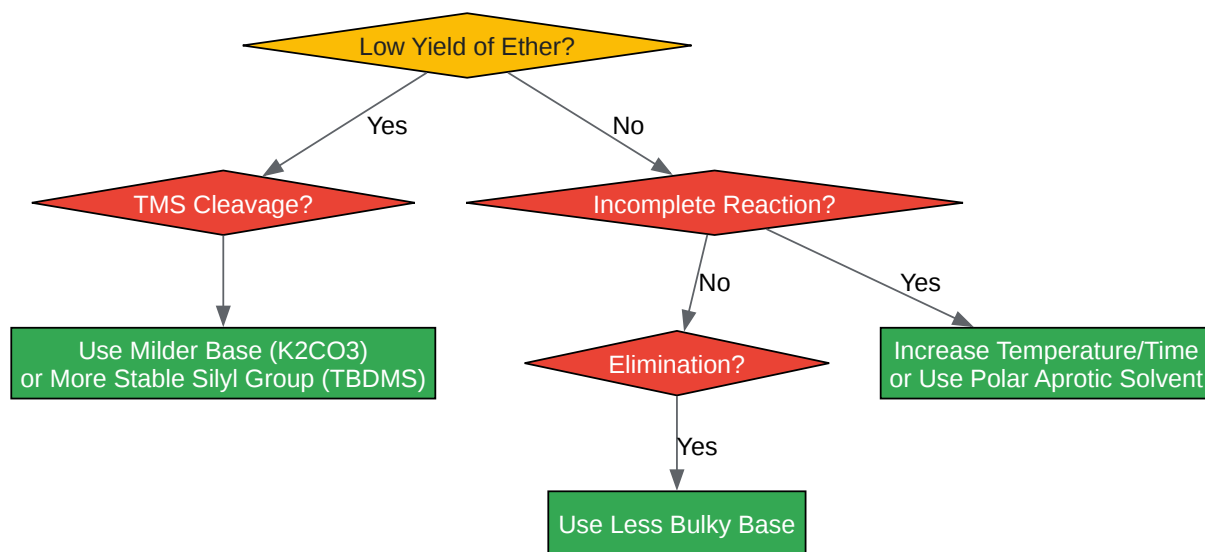 Low Yield of Ether?
Yes
No
TMS Cleavage?
Incomplete Reaction?
No
Yes
Use Milder Base (K2CO3)
or More Stable Silyl Group (TBDMS)
Elimination?
Increase Temperature/Time
or Use Polar Aprotic Solvent
Yes
Use Less Bulky Base